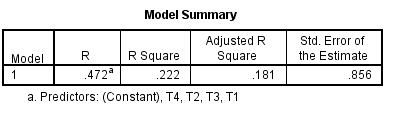 Model Summary
Model R R Square Adjusted R Square Std. Error of the Estimate
1 .472a .222 .181 .856
a. Predictors: (Constant), T4, T2, T3, T1